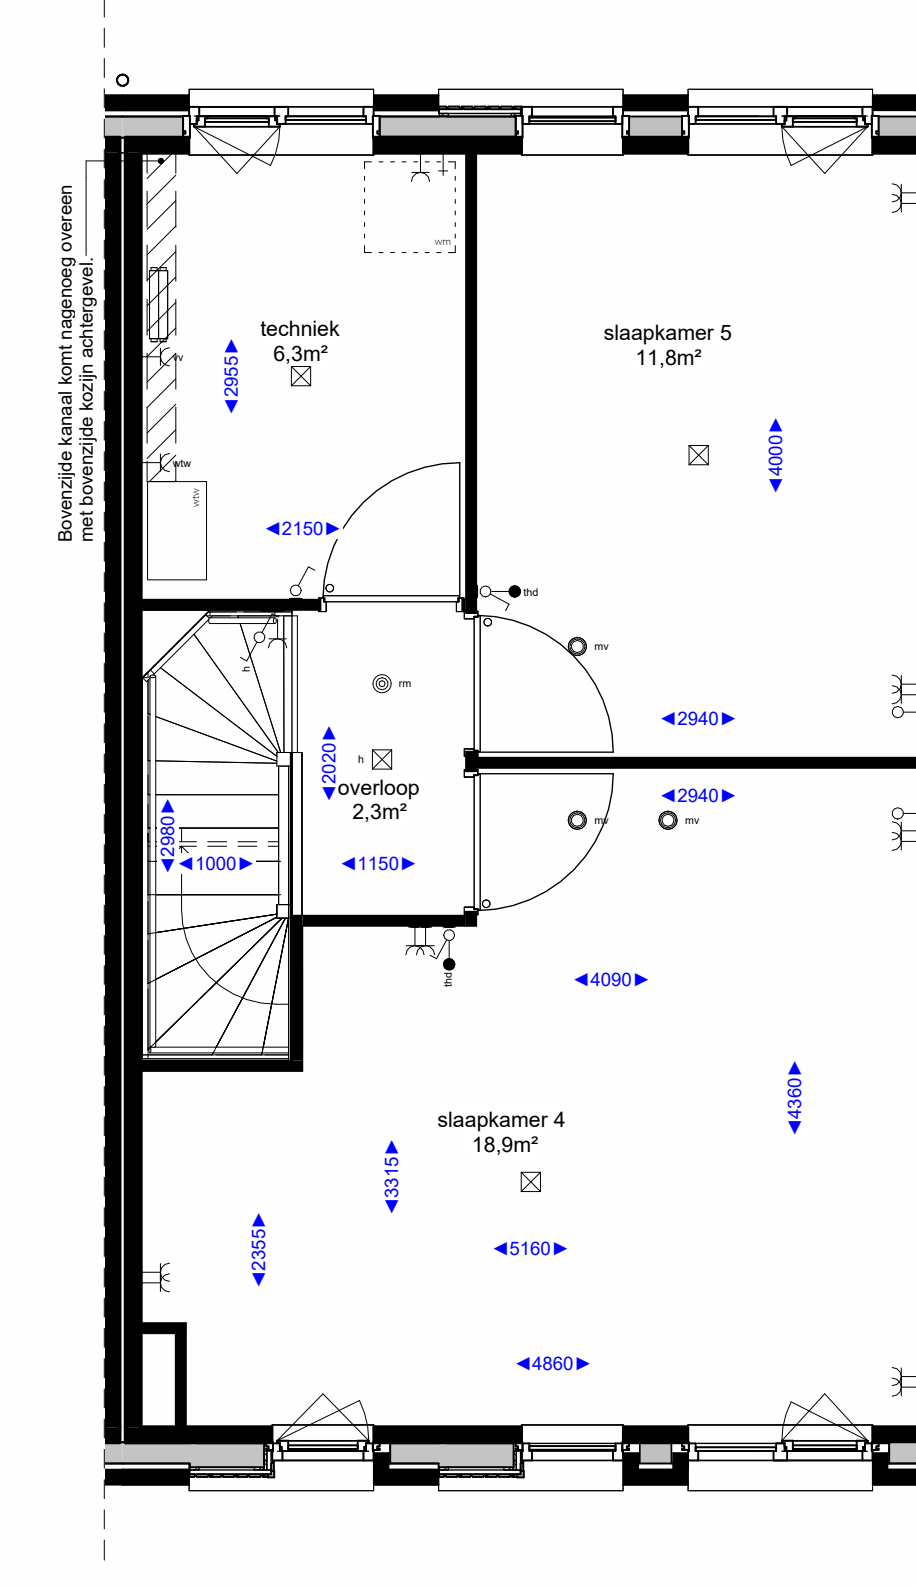 Bovenzijde kanaal komt nagenoeg overeen
met bovenzijde kozijn achtergevel.
wm
techniek
6,3m²
slaapkamer 5
11,8m²
2955
4000
wtw
wtw
2150
thd
mv
h
rm
2940
2020
h
overloop
2,3m²
2940
mv
mv
2980
1000
1150
thd
4090
4360
slaapkamer 4
18,9m²
3315
2355
5160
4860